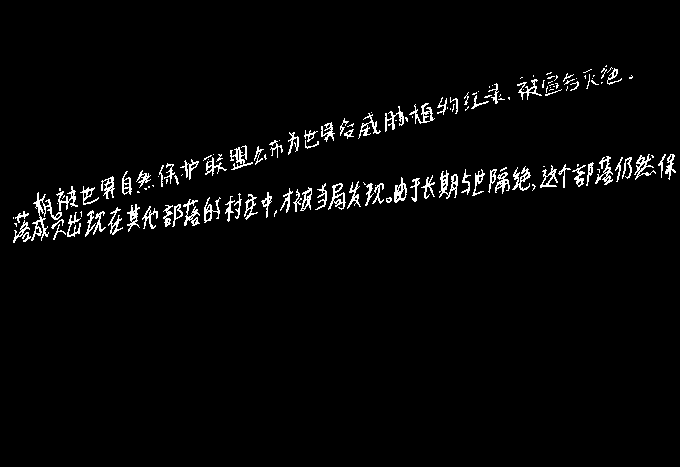 桐被世界自然保护联盟公布为世界受威胁植物红录，被宣告灭绝。
落成员出现在其他部落的村庄中，才被当局发现。由于长期与世隔绝，这个部落仍然保